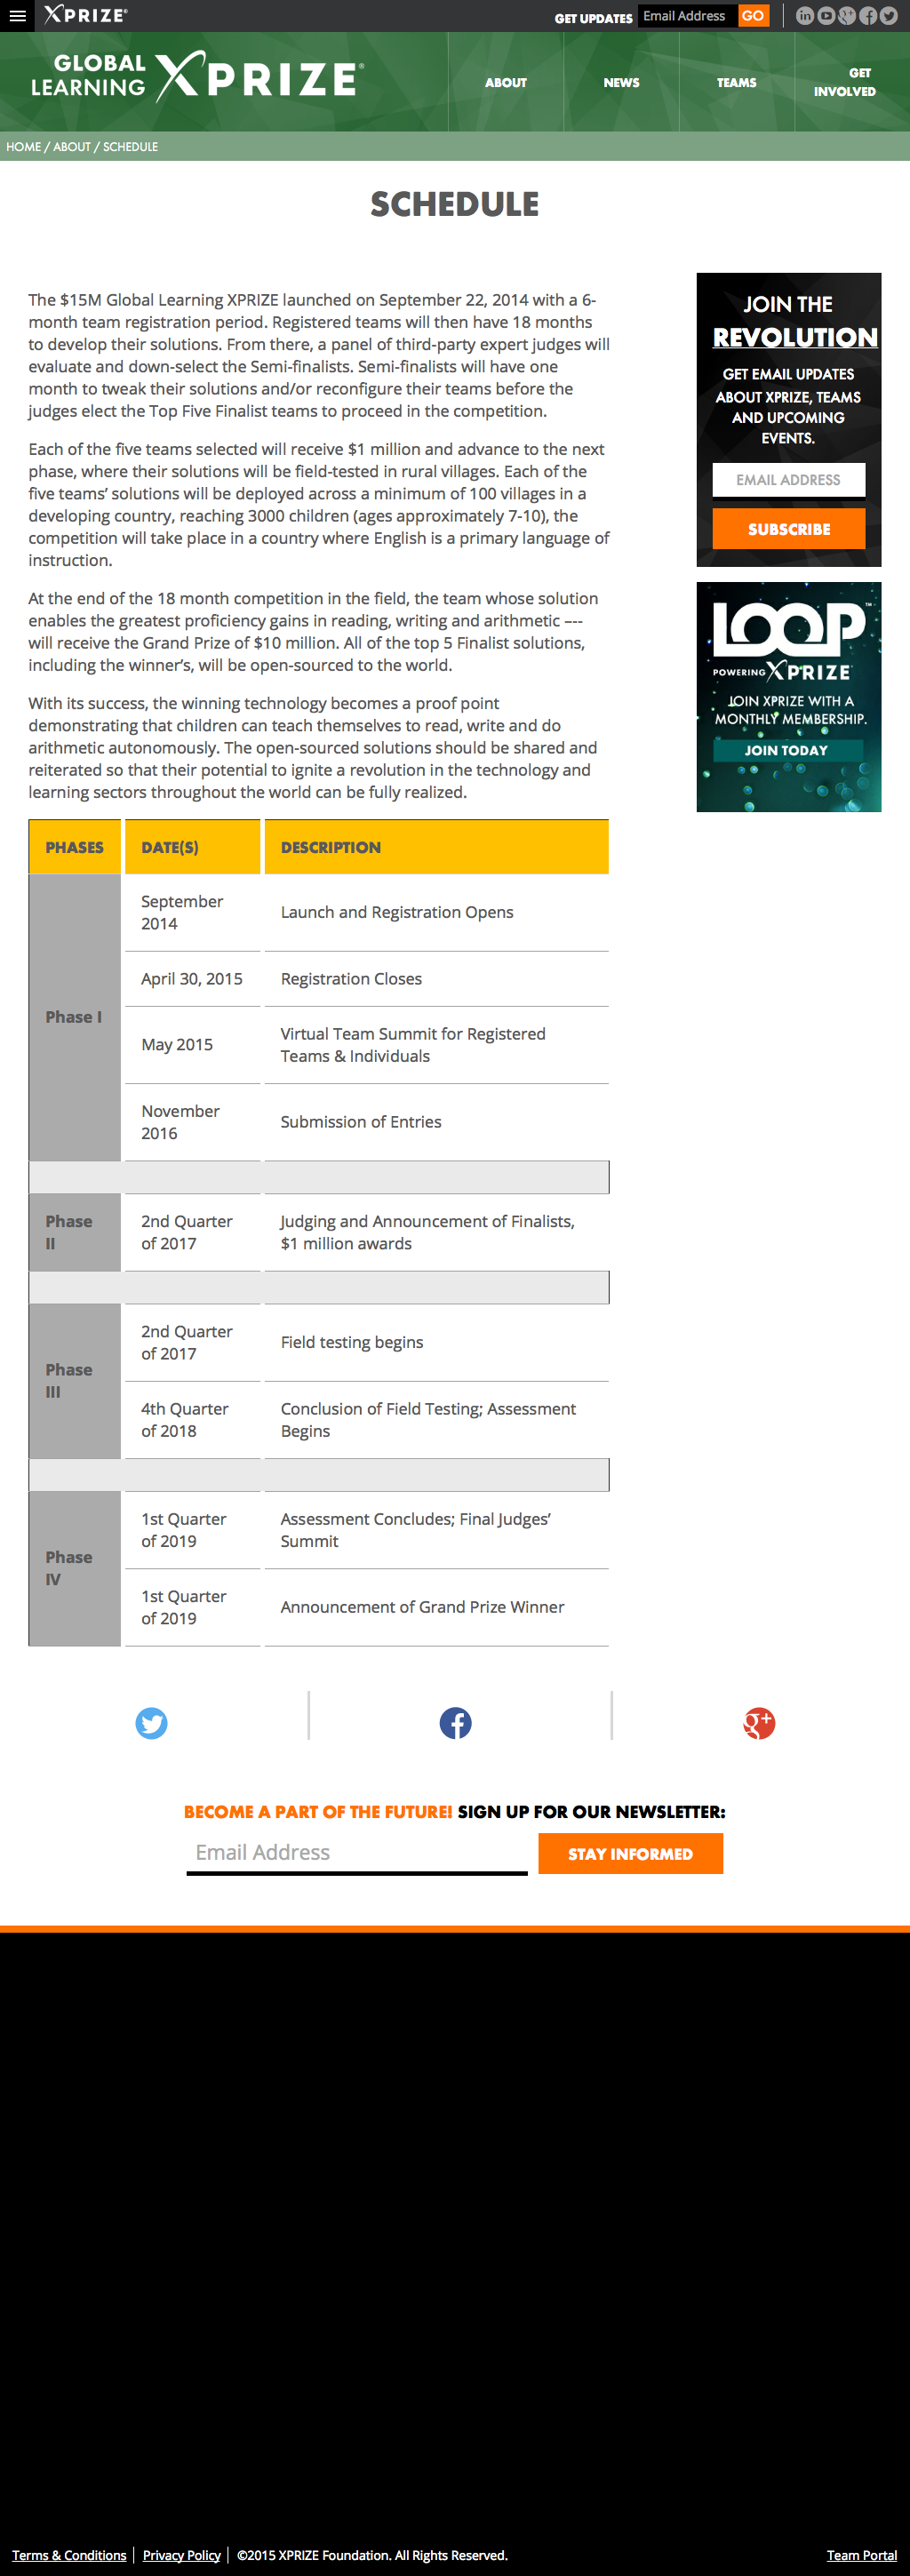 XPRIZE®
GET UPDATES
Email Address
GO
GLOBAL
LEARNING
XPRIZE®
ABOUT
NEWS
TEAMS
GET
INVOLVED
HOME / ABOUT / SCHEDULE
SCHEDULE
The $15M Global Learning XPRIZE launched on September 22, 2014 with a 6-
month team registration period. Registered teams will then have 18 months
to develop their solutions. From there, a panel of third-party expert judges will
evaluate and down-select the Semi-finalists. Semi-finalists will have one
month to tweak their solutions and/or reconfigure their teams before the
judges elect the Top Five Finalist teams to proceed in the competition.
Each of the five teams selected will receive $1 million and advance to the next
phase, where their solutions will be field-tested in rural villages. Each of the
five teams’ solutions will be deployed across a minimum of 100 villages in a
developing country, reaching 3000 children (ages approximately 7-10), the
competition will take place in a country where English is a primary language of
instruction.
At the end of the 18 month competition in the field, the team whose solution
enables the greatest proficiency gains in reading, writing and arithmetic –--
will receive the Grand Prize of $10 million. All of the top 5 Finalist solutions,
including the winner’s, will be open-sourced to the world.
With its success, the winning technology becomes a proof point
demonstrating that children can teach themselves to read, write and do
arithmetic autonomously. The open-sourced solutions should be shared and
reiterated so that their potential to ignite a revolution in the technology and
learning sectors throughout the world can be fully realized.
JOIN THE
REVOLUTION
GET EMAIL UPDATES
ABOUT XPRIZE, TEAMS
AND UPCOMING
EVENTS.
EMAIL ADDRESS
SUBSCRIBE
LOOP™
POWERING XPRIZE
JOIN XPRIZE WITH A
MONTHLY MEMBERSHIP.
JOIN TODAY
PHASES
DATE(S)
DESCRIPTION
Phase I
September
2014
Launch and Registration Opens
April 30, 2015
Registration Closes
May 2015
Virtual Team Summit for Registered
Teams & Individuals
November
2016
Submission of Entries
Phase
II
2nd Quarter
of 2017
Judging and Announcement of Finalists,
$1 million awards
Phase
III
2nd Quarter
of 2017
Field testing begins
4th Quarter
of 2018
Conclusion of Field Testing; Assessment
Begins
Phase
IV
1st Quarter
of 2019
Assessment Concludes; Final Judges’
Summit
1st Quarter
of 2019
Announcement of Grand Prize Winner
BECOME A PART OF THE FUTURE! SIGN UP FOR OUR NEWSLETTER:
Email Address
STAY INFORMED
Terms & Conditions
Privacy Policy
©2015 XPRIZE Foundation. All Rights Reserved.
Team Portal